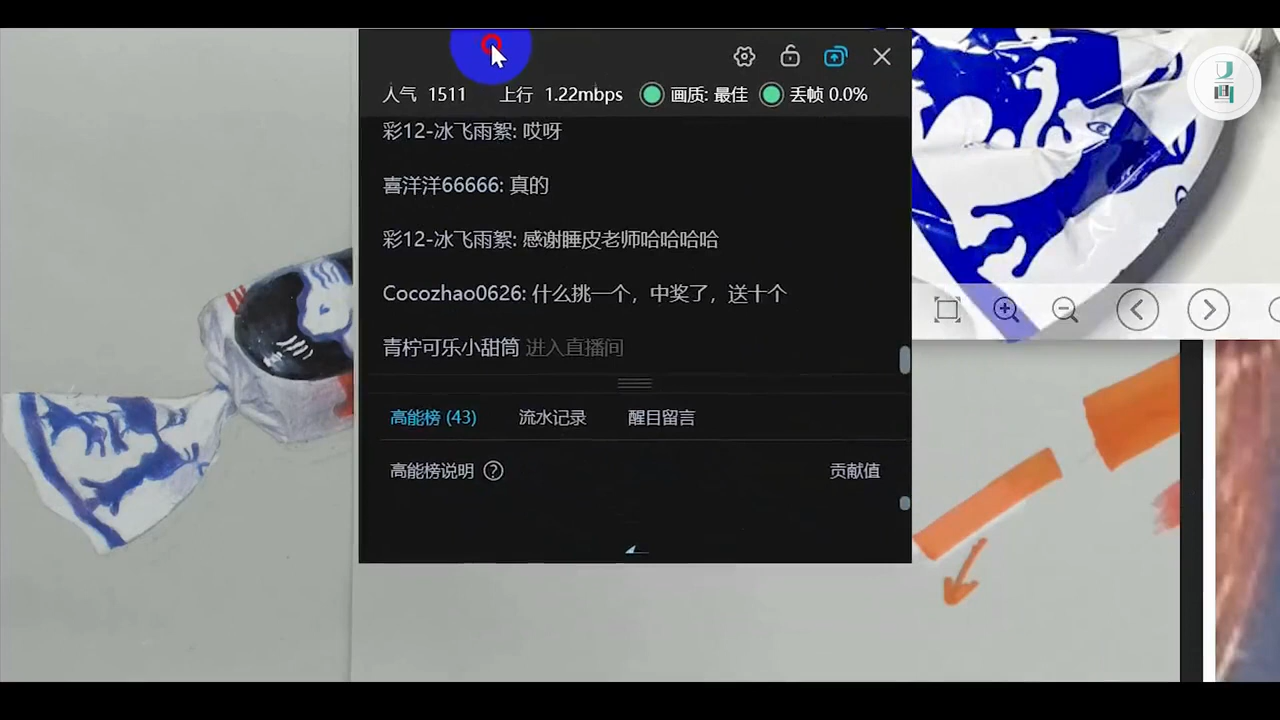 人气 1511 上行 1.22mbps 画质: 最佳 丢帧 0.0%
彩12-冰飞雨絮: 哎呀
喜洋洋66666: 真的
彩12-冰飞雨絮: 感谢睡皮老师哈哈哈哈
Cocozhao0626: 什么挑一个，中奖了，送十个
青柠可乐小甜筒 进入直播间
高能榜 (43) 流水记录 醒目留言
高能榜说明 ? 贡献值